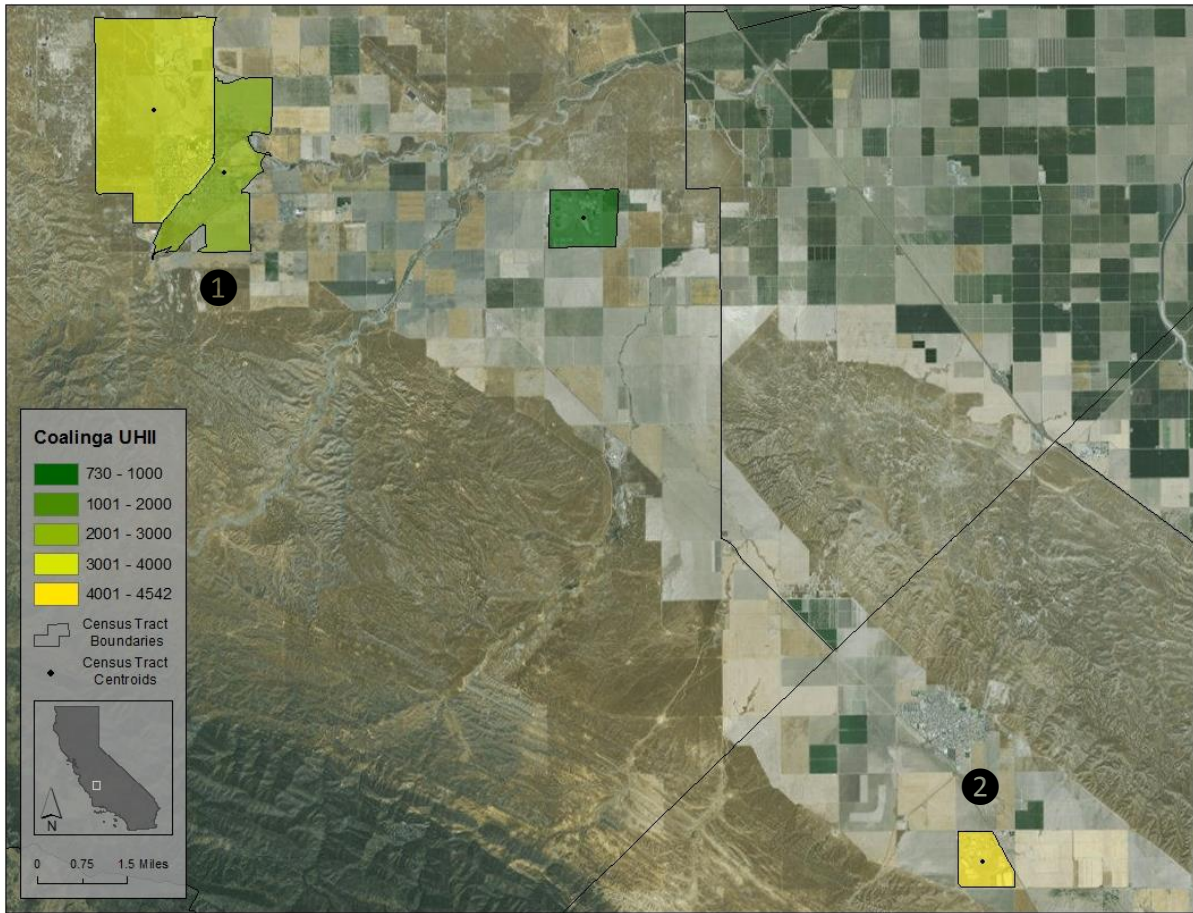 1
2
Coalinga UHII
730 - 1000
1001 - 2000
2001 - 3000
3001 - 4000
4001 - 4542
Census Tract
Boundaries
Census Tract
Centroids
N
0 0.75 1.5 Miles